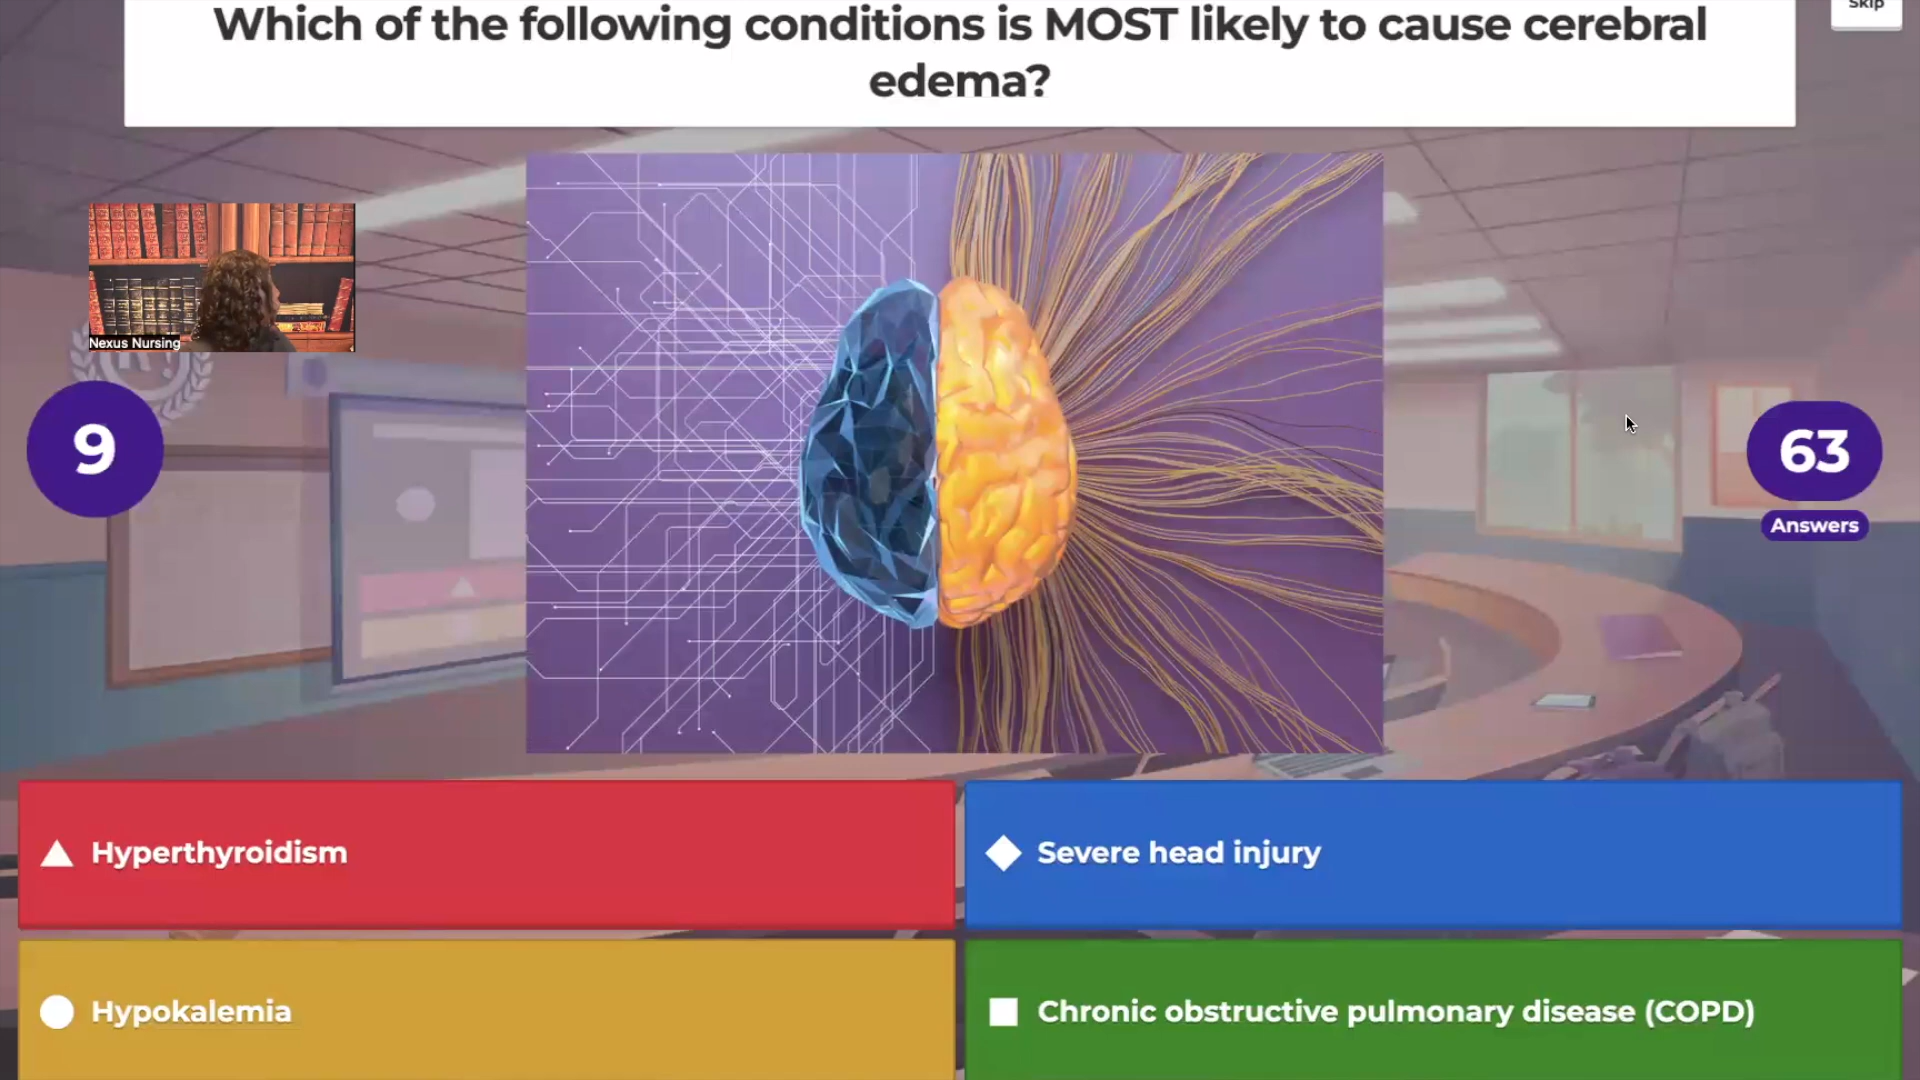 Which of the following conditions is MOST likely to cause cerebral
edema?
Skip
Nexus Nursing
9
63
Answers
Hyperthyroidism
Severe head injury
Hypokalemia
Chronic obstructive pulmonary disease (COPD)